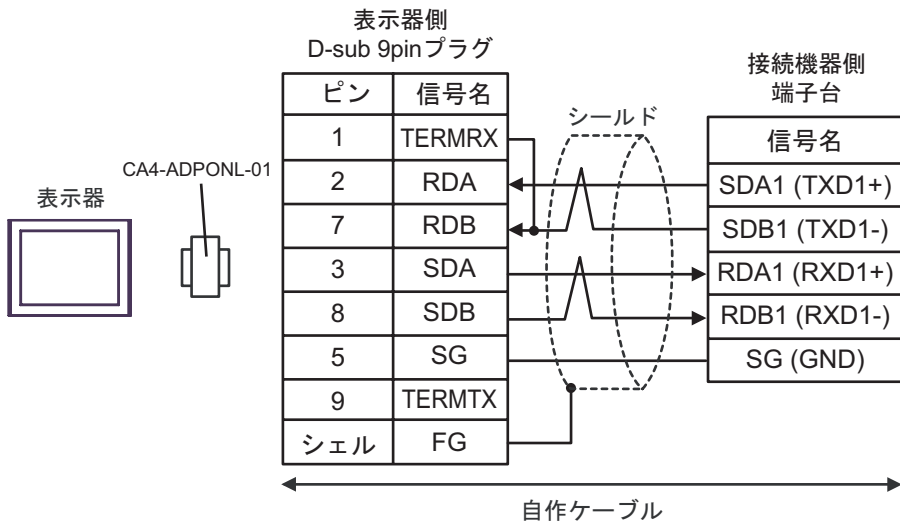 表示器側
D-sub 9pinプラグ
接続機器側
端子台
ピン 信号名
シールド
信号名
1 TERMRX
CA4-ADPONL-01
表示器
2 RDA
SDA1 (TXD1+)
7 RDB
SDB1 (TXD1-)
3 SDA
RDA1 (RXD1+)
8 SDB
RDB1 (RXD1-)
5 SG
SG (GND)
9 TERMTX
シェル FG
自作ケーブル